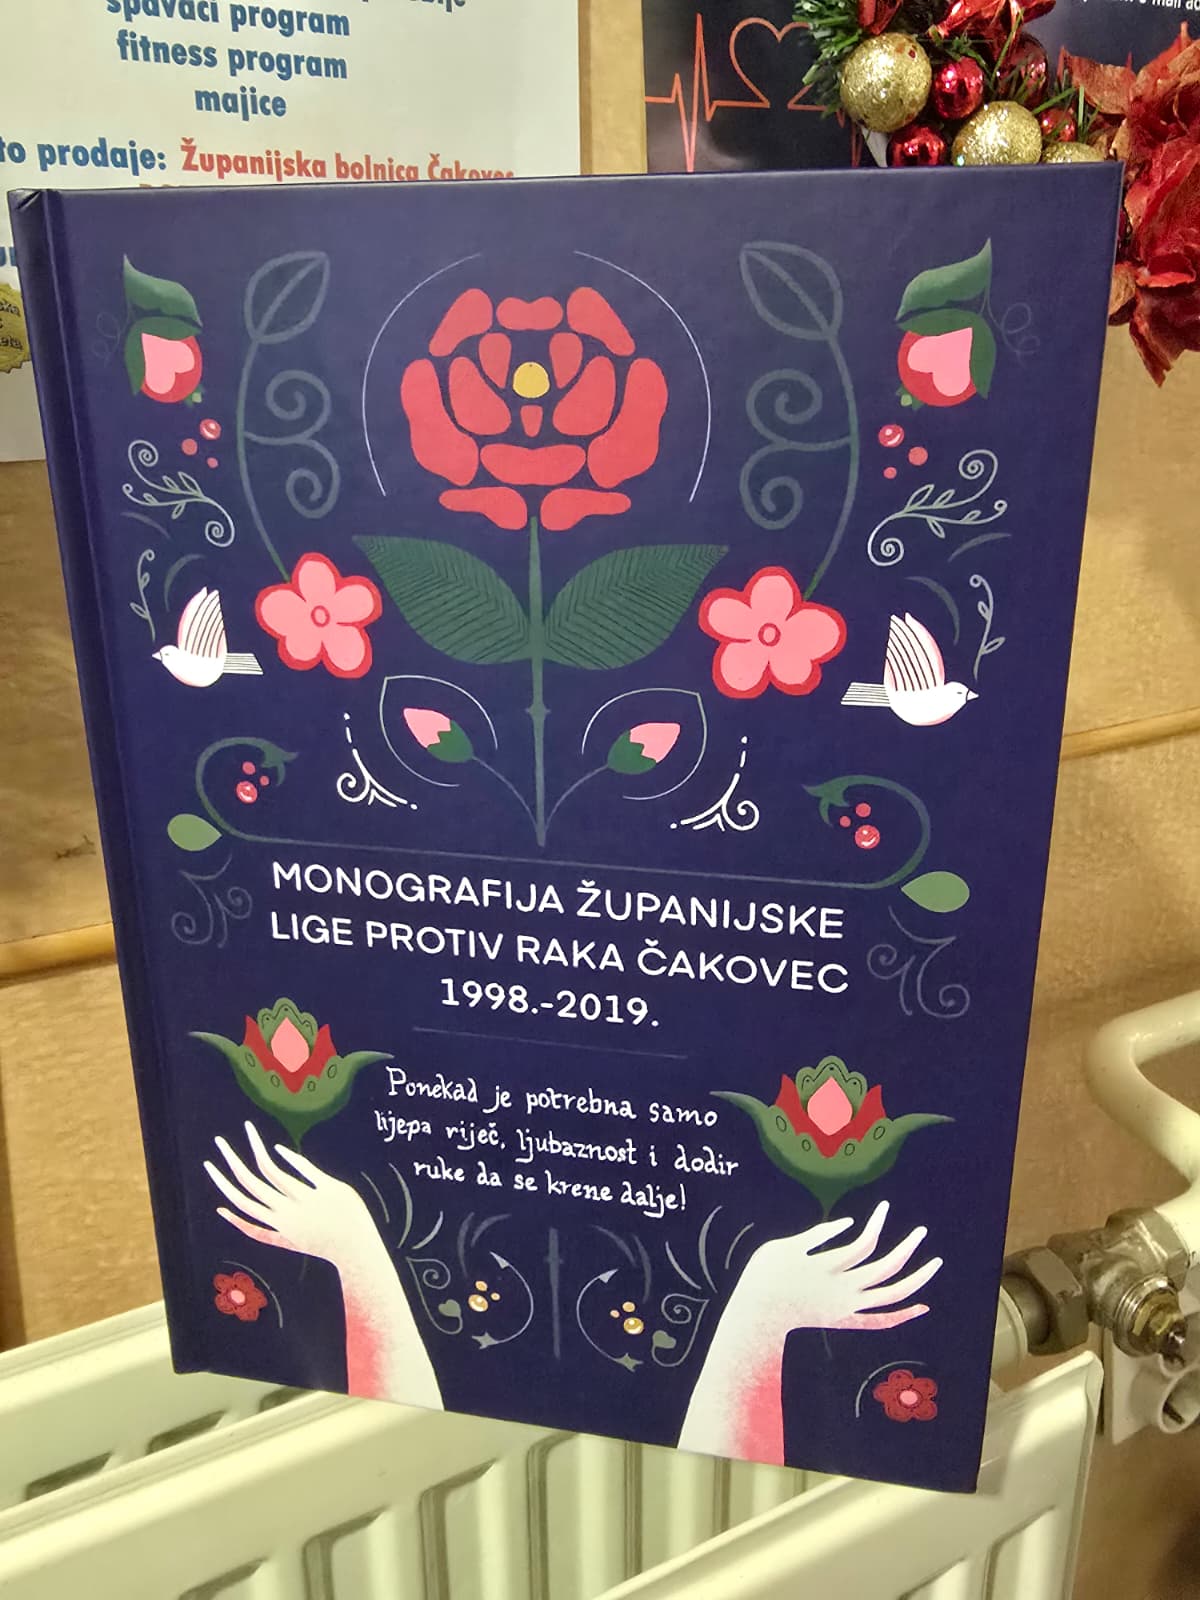 spavaći program
fitness program
majice
to prodaje: Županijska bolnica Čakovec
MONOGRAFIJA ŽUPANIJSKE
LIGE PROTIV RAKA ČAKOVEC
1998.-2019.
Ponekad je potrebna samo
lijepa riječ, ljubaznost i dodir
ruke da se krene dalje!